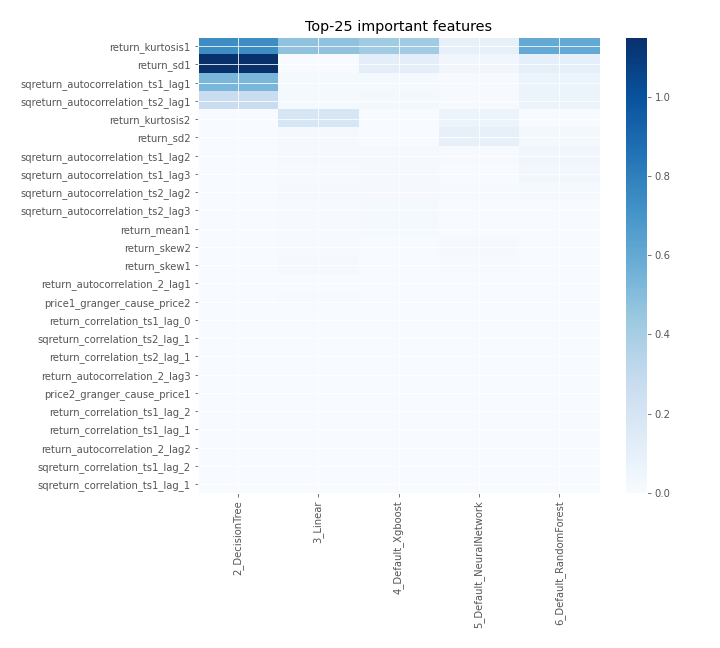 Top-25 important features
return_kurtosis1
return_sd1
sqreturn_autocorrelation_ts1_lag1
sqreturn_autocorrelation_ts2_lag1
return_kurtosis2
return_sd2
sqreturn_autocorrelation_ts1_lag2
sqreturn_autocorrelation_ts1_lag3
sqreturn_autocorrelation_ts2_lag2
sqreturn_autocorrelation_ts2_lag3
return_mean1
return_skew2
return_skew1
return_autocorrelation_2_lag1
price1_granger_cause_price2
return_correlation_ts1_lag_0
sqreturn_correlation_ts2_lag_1
return_correlation_ts2_lag_1
return_autocorrelation_2_lag3
price2_granger_cause_price1
return_correlation_ts1_lag_2
return_correlation_ts1_lag_1
return_autocorrelation_2_lag2
sqreturn_correlation_ts1_lag_2
sqreturn_correlation_ts1_lag_1
2_DecisionTree
3_Linear
4_Default_Xgboost
5_Default_NeuralNetwork
6_Default_RandomForest
1.0
0.8
0.6
0.4
0.2
0.0